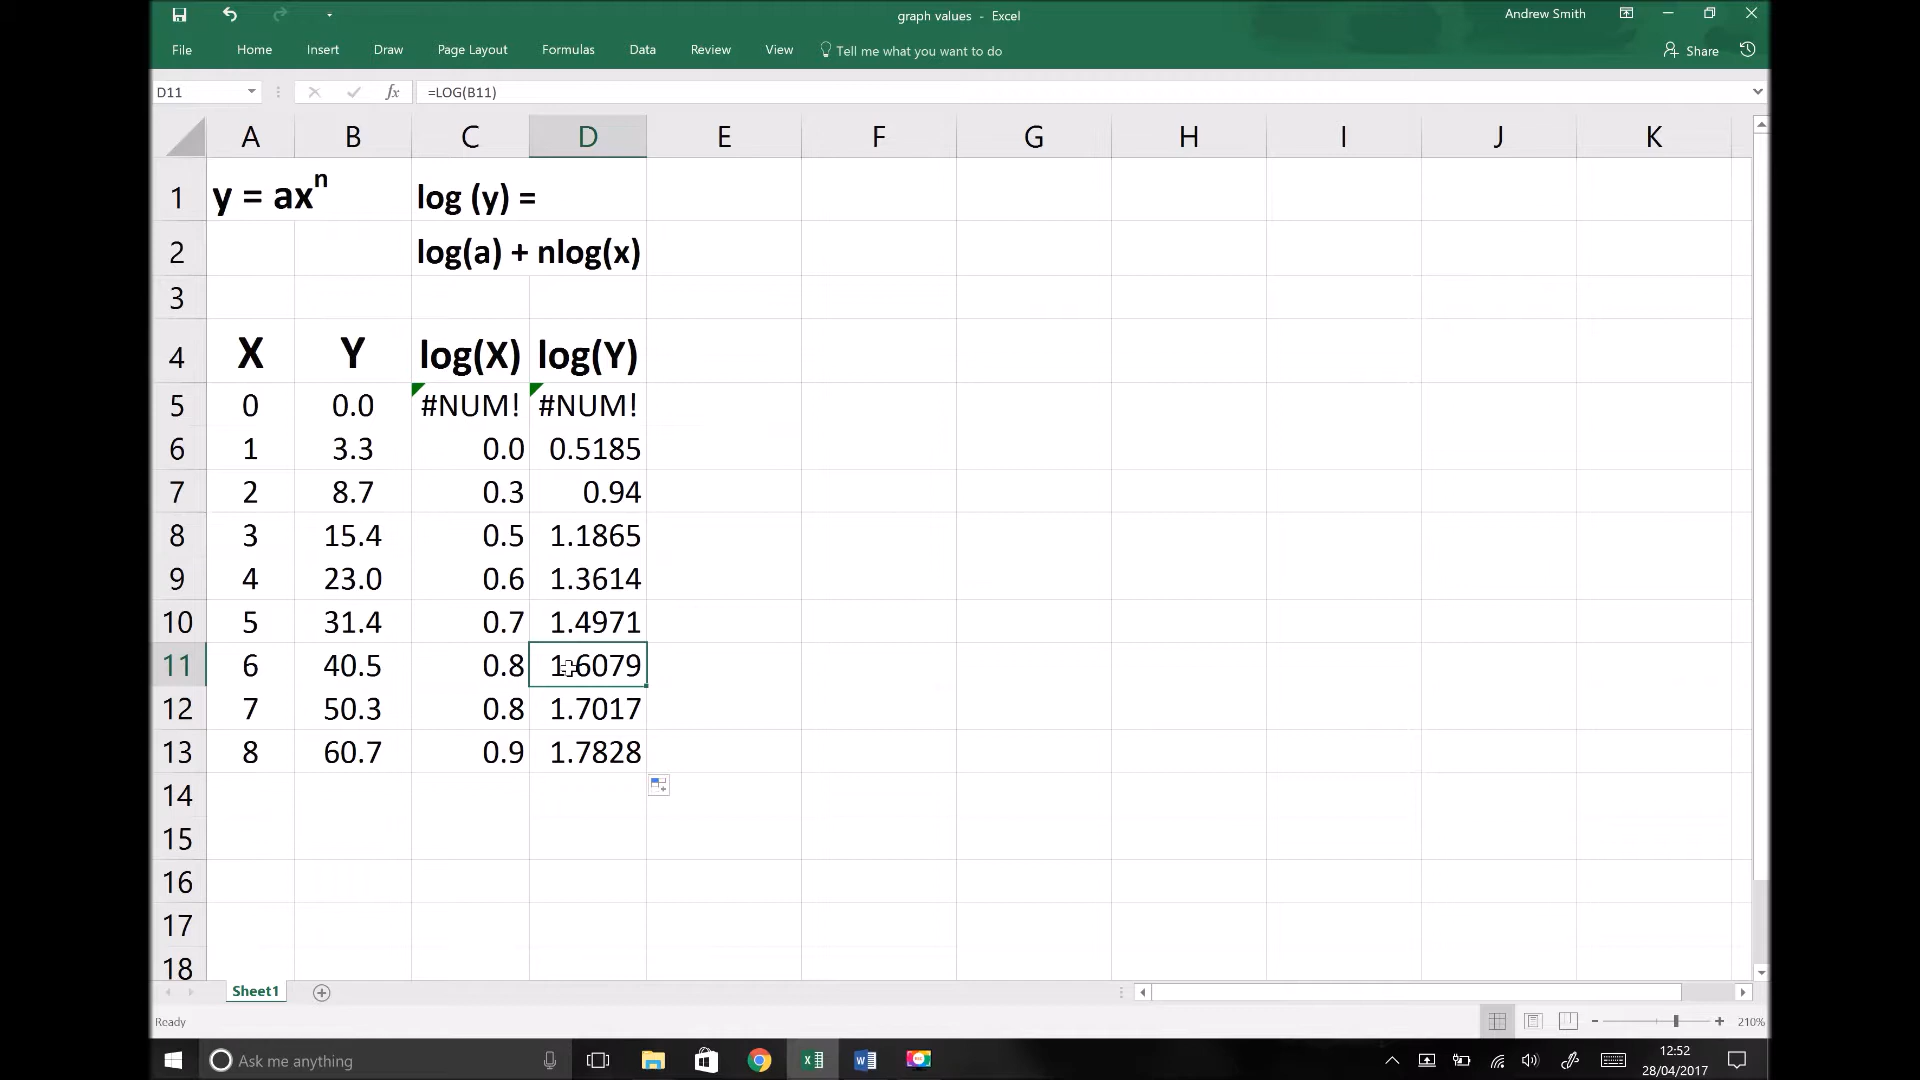 graph values - Excel
Andrew Smith
File Home Insert Draw Page Layout Formulas Data Review View Tell me what you want to do Share
D11 fx =LOG(B11)
A B C D E F G H I J K
1 y = axⁿ log (y) =
2 log(a) + nlog(x)
3
4 X Y log(X) log(Y)
5 0 0.0 #NUM! #NUM!
6 1 3.3 0.0 0.5185
7 2 8.7 0.3 0.94
8 3 15.4 0.5 1.1865
9 4 23.0 0.6 1.3614
10 5 31.4 0.7 1.4971
11 6 40.5 0.8 1.6079
12 7 50.3 0.8 1.7017
13 8 60.7 0.9 1.7828
14
15
16
17
18
Sheet1
Ready 210%
Ask me anything 12:52
28/04/2017